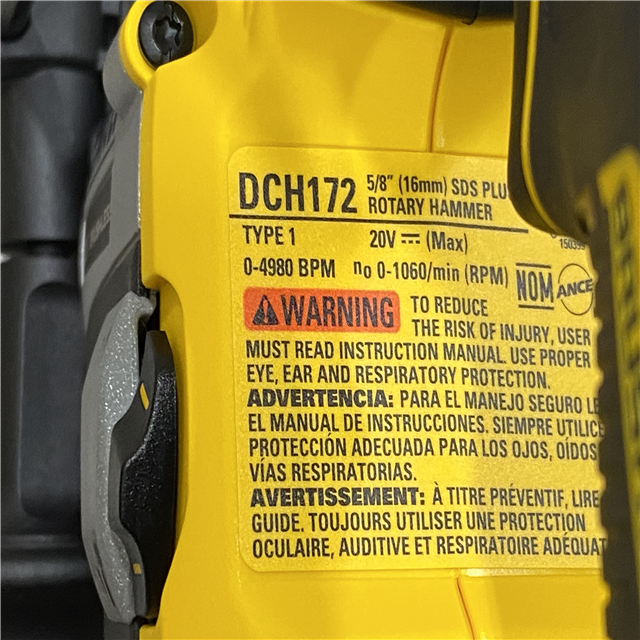 DCH172 5/8" (16mm) SDS PLU
ROTARY HAMMER
TYPE 1 20V ⎓ (Max)
0-4980 BPM no 0-1060/min (RPM) NOM ANCE
WARNING TO REDUCE
THE RISK OF INJURY, USER
MUST READ INSTRUCTION MANUAL. USE PROPER
EYE, EAR AND RESPIRATORY PROTECTION.
ADVERTENCIA: PARA EL MANEJO SEGURO LE
EL MANUAL DE INSTRUCCIONES. SIEMPRE UTILICE
PROTECCIÓN ADECUADA PARA LOS OJOS, OÍDOS
VÍAS RESPIRATORIAS.
AVERTISSEMENT: À TITRE PRÉVENTIF, LIRE
GUIDE. TOUJOURS UTILISER UNE PROTECTION
OCULAIRE, AUDITIVE ET RESPIRATOIRE ADÉQUAT